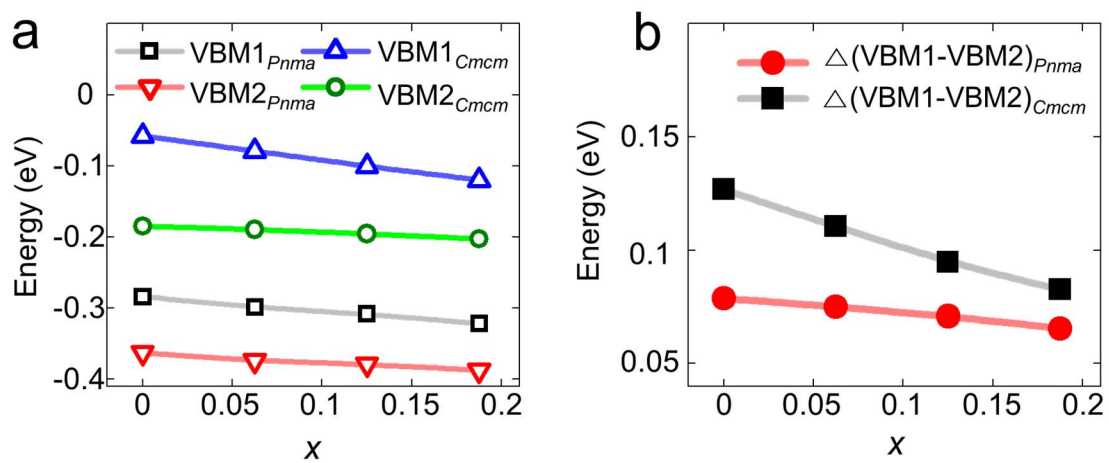 a
VBM1Pnma
VBM1Cmcm
VBM2Pnma
VBM2Cmcm
0
-0.1
-0.2
-0.3
-0.4
Energy (eV)
0 0.05 0.1 0.15 0.2
x
b
△(VBM1-VBM2)Pnma
△(VBM1-VBM2)Cmcm
0.15
0.1
0.05
Energy (eV)
0 0.05 0.1 0.15 0.2
x